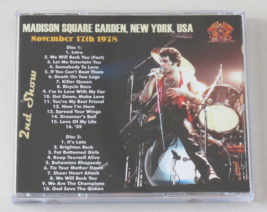 MADISON SQUARE GARDEN, NEW YORK, USA
November 17th 1978
2nd Show
Disc 1:
1. Intro
2. We Will Rock You (Fast)
3. Let Me Entertain You
4. Somebody To Love
5. If You Can't Beat Them
6. Death On Two Legs
7. Killer Queen
8. Bicycle Race
9. I'm In Love With My Car
10. Get Down, Make Love
11. You're My Best Friend
12. Now I'm Here
13. Spread Your Wings
14. Dreamer's Ball
15. Love Of My Life
16. '39
Disc 2:
1. It's Late
2. Brighton Rock
3. Fat Bottomed Girls
4. Keep Yourself Alive
5. Bohemian Rhapsody
6. Tie Your Mother Down
7. Sheer Heart Attack
8. We Will Rock You
9. We Are The Champions
10. God Save The Queen